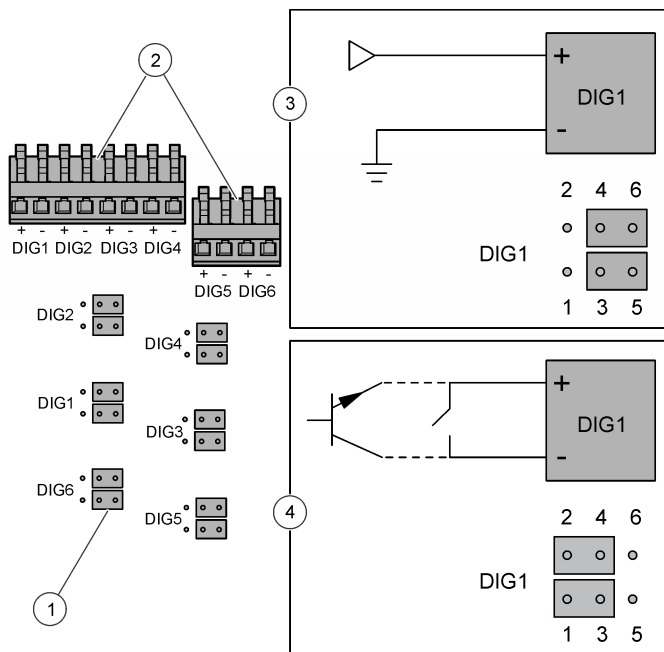 2
+ - + - + - + -
DIG1 DIG2 DIG3 DIG4
+ - + -
DIG5 DIG6
DIG2
DIG4
DIG1
DIG3
DIG6
DIG5
1
3
+
DIG1
-
2 4 6
DIG1
1 3 5
4
+
DIG1
-
2 4 6
DIG1
1 3 5